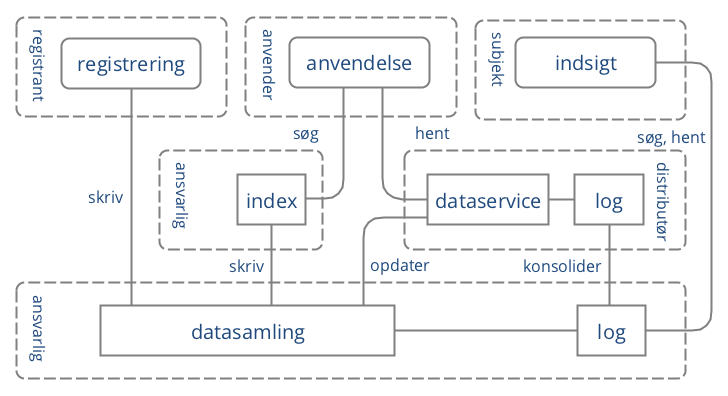 registrant
registrering
anvender
anvendelse
subjekt
indsigt
søg
hent
søg, hent
skriv
ansvarlig
index
dataservice
log
distributør
skriv
opdater
konsolider
ansvarlig
datasamling
log